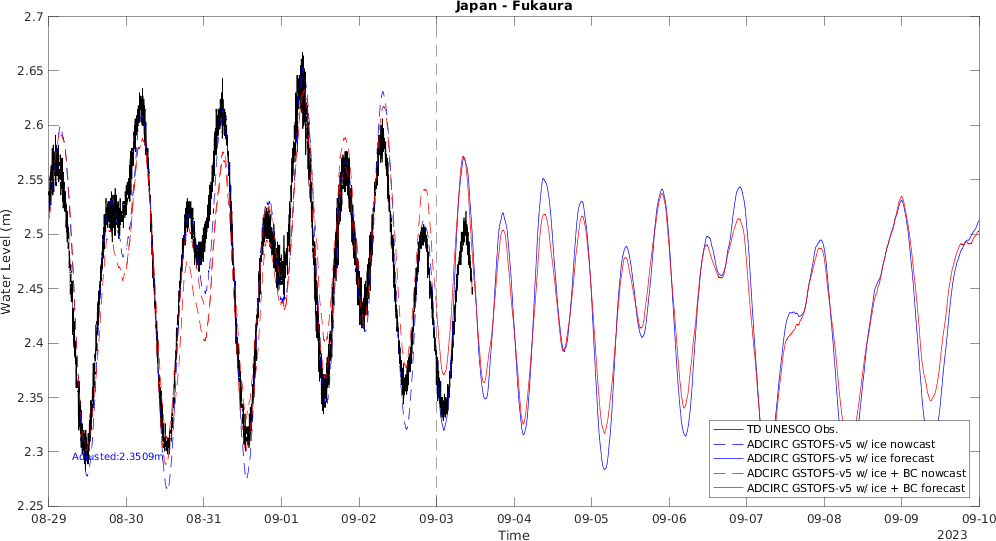 Japan - Fukaura
Water Level (m)
2.7
2.65
2.6
2.55
2.5
2.45
2.4
2.35
2.3
2.25
Adjusted:2.3509m
TD UNESCO Obs.
ADCIRC GSTOFS-v5 w/ ice nowcast
ADCIRC GSTOFS-v5 w/ ice forecast
ADCIRC GSTOFS-v5 w/ ice + BC nowcast
ADCIRC GSTOFS-v5 w/ ice + BC forecast
08-29 08-30 08-31 09-01 09-02 09-03 09-04 09-05 09-06 09-07 09-08 09-09 09-10
Time
2023